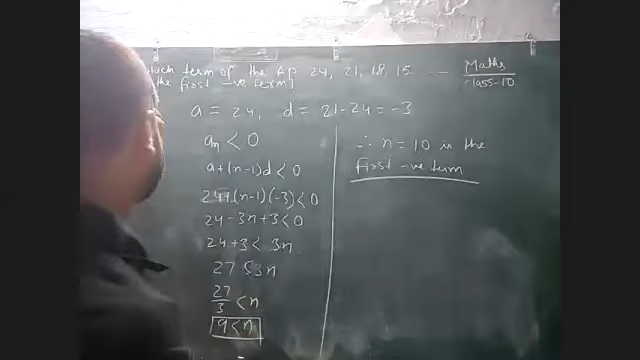 which term of the AP 24, 21, 18, 15. ---
the first -ve term?
Maths
class-10
a = 24, d = 21-24 = -3
an < 0
a+(n-1)d < 0
24+(n-1)(-3) < 0
24-3n+3 < 0
24+3 < 3n
27 < 3n
27/3 < n
9 < n
∴ n = 10 is the
first -ve term